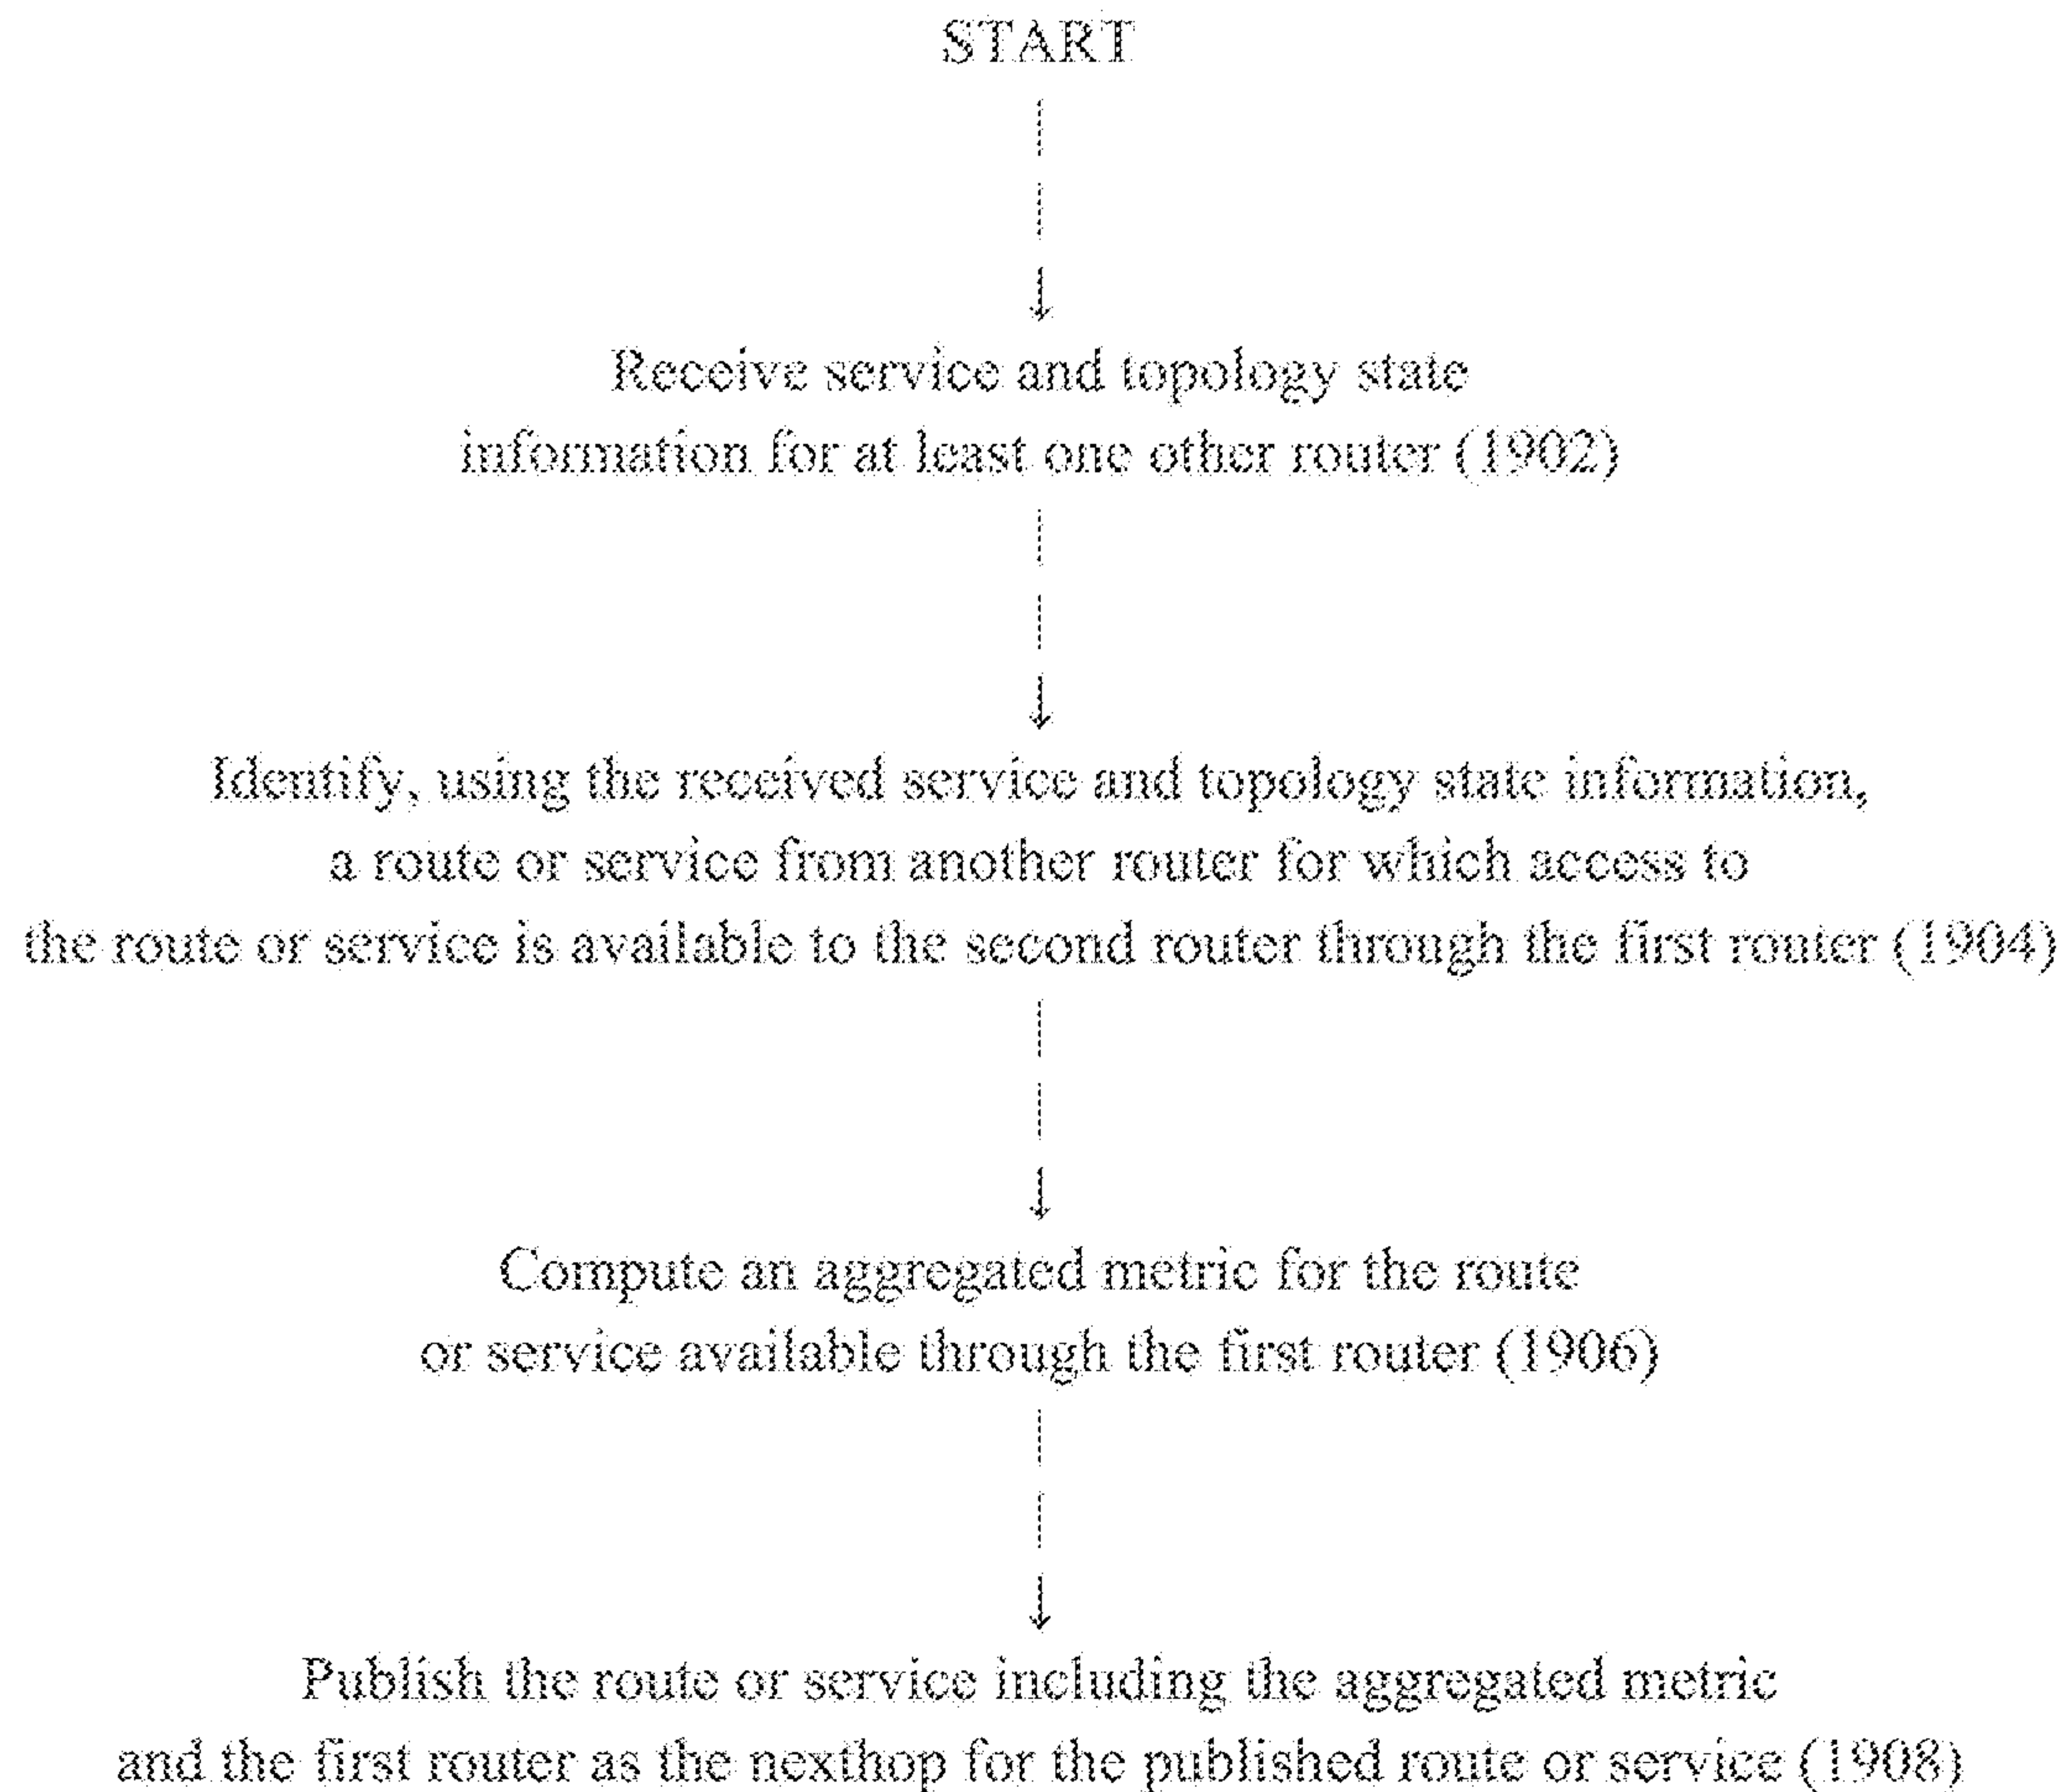 START
Receive service and topology state
information for at least one other router (1902)
Identify, using the received service and topology state information,
a route or service from another router for which access to
the route or service is available to the second router through the first router (1904)
Compute an aggregated metric for the route
or service available through the first router (1906)
Publish the route or service including the aggregated metric
and the first router as the nexthop for the published route or service (1908)